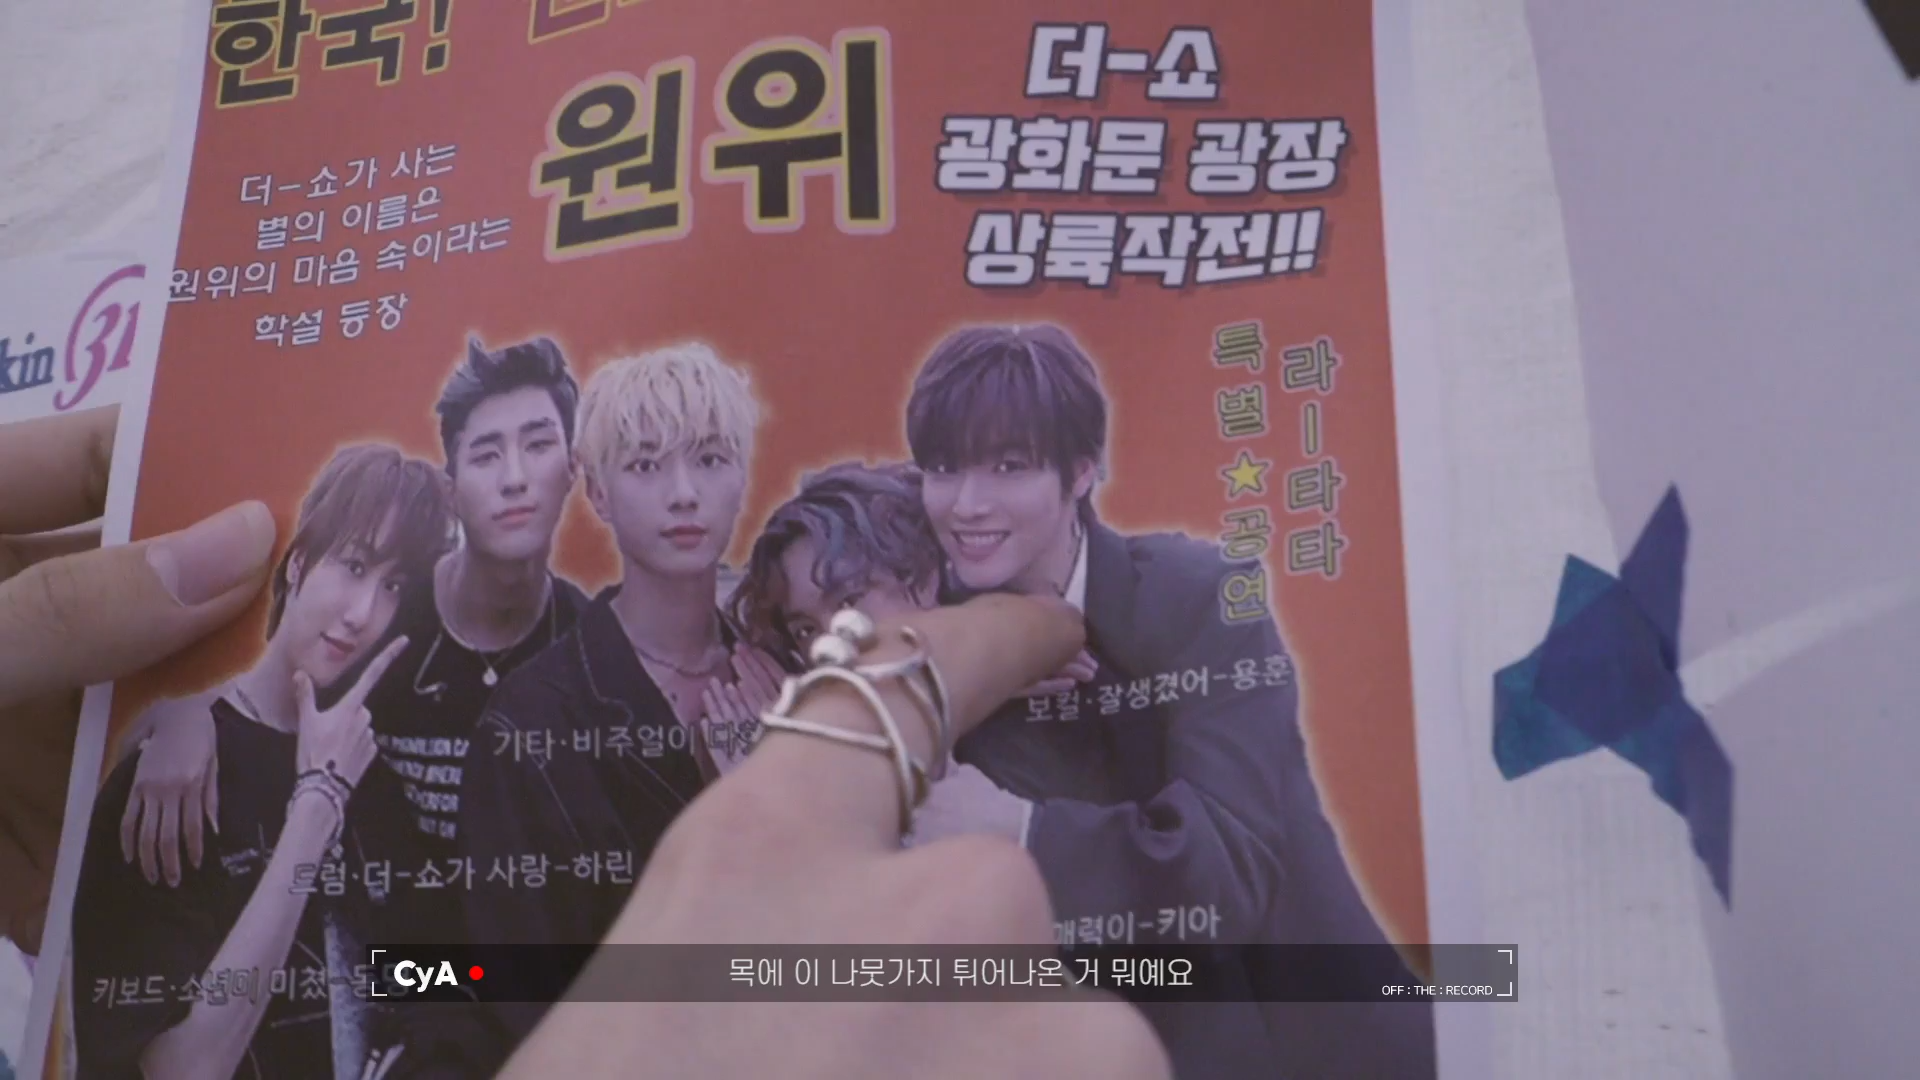 한국!
원위
더-쇼
광화문 광장
상륙작전!!
더-쇼가 사는
별의 이름은
원위의 마음 속이라는
학설 등장
특별★공연
라-타타
kin
31
기타·비주얼이
보컬·잘생겼어-용훈
드럼·더-쇼가 사랑-하린
매력이-키아
키보드·소년미 미쳤
CyA
목에 이 나뭇가지 튀어나온 거 뭐예요
OFF : THE : RECORD